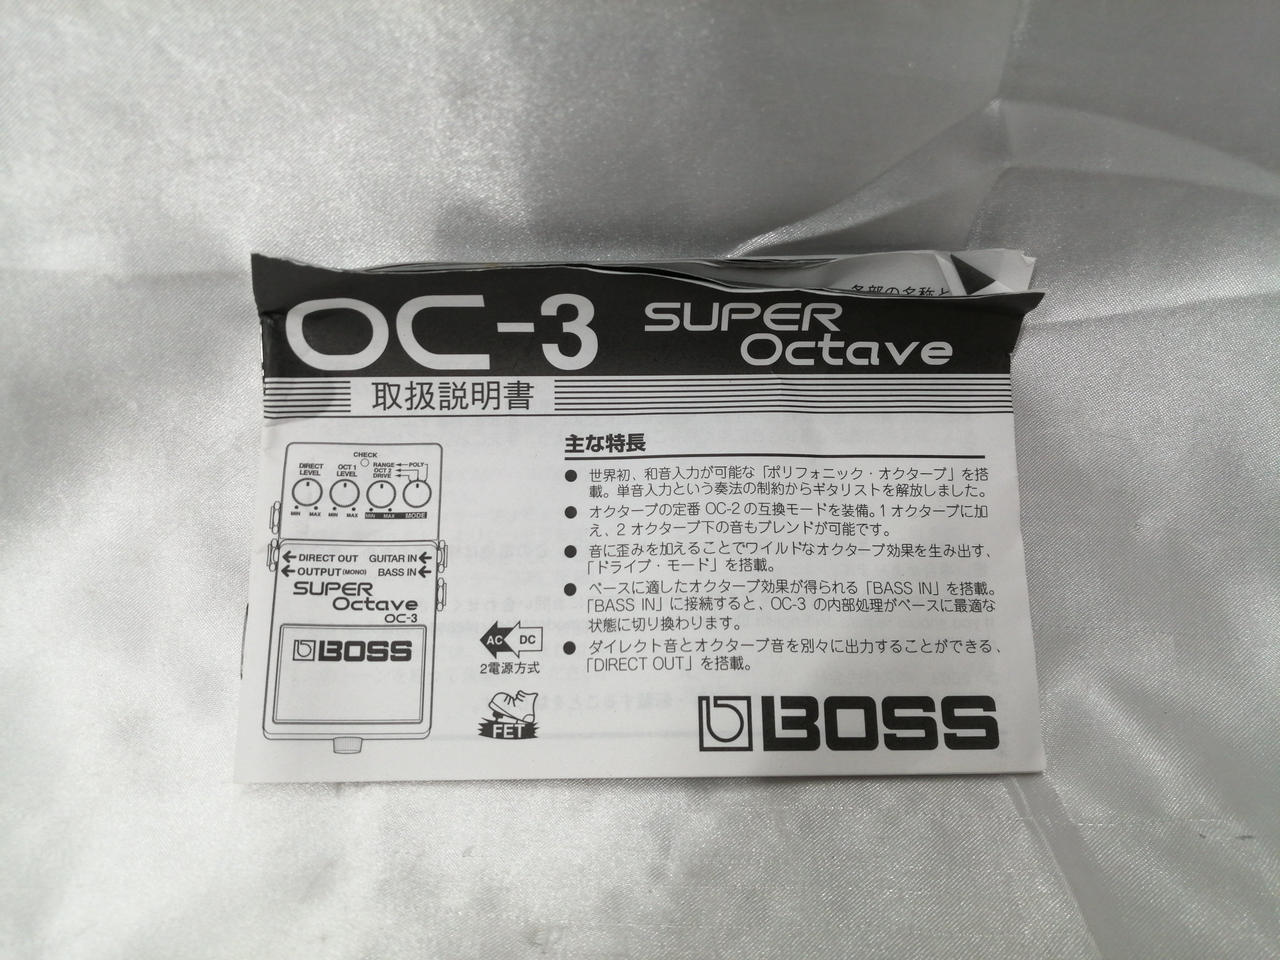 各部の名称と
OC-3 SUPER Octave
取扱説明書
CHECK
DIRECT LEVEL
OCT 1 LEVEL
RANGE OCT 2 DRIVE
POLY
MIN MAX MIN MAX MIN MAX MODE
DIRECT OUT GUITAR IN
OUTPUT (MONO) BASS IN
SUPER Octave
OC-3
BOSS
AC DC
2電源方式
FET
主な特長
● 世界初、和音入力が可能な「ポリフォニック・オクターブ」を搭
載。単音入力という奏法の制約からギタリストを解放しました。
● オクターブの定番 OC-2 の互換モードを装備。1 オクターブに加
え、2 オクターブ下の音もブレンドが可能です。
● 音に歪みを加えることでワイルドなオクターブ効果を生み出す、
「ドライブ・モード」を搭載。
● ベースに適したオクターブ効果が得られる「BASS IN」を搭載。
「BASS IN」に接続すると、OC-3 の内部処理がベースに最適な
状態に切り換わります。
● ダイレクト音とオクターブ音を別々に出力することができる、
「DIRECT OUT」を搭載。
BOSS